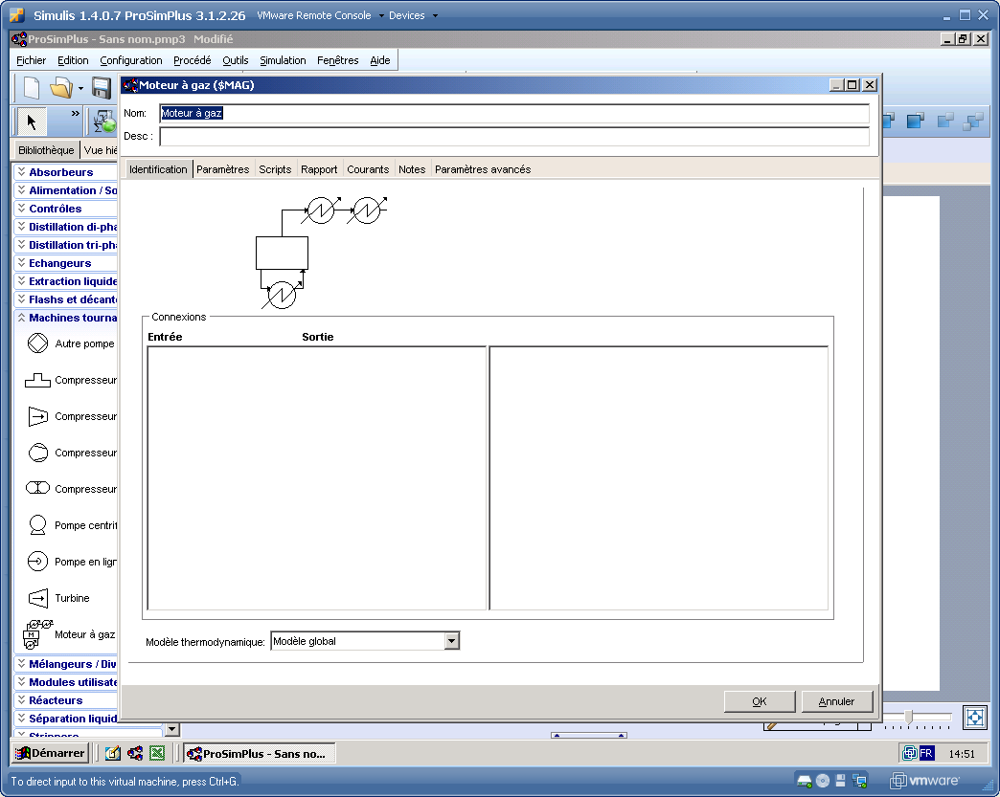 Simulis 1.4.0.7 ProSimPlus 3.1.2.26 VMware Remote Console Devices
ProSimPlus - Sans nom.pmp3 Modifié
Fichier Edition Configuration Procédé Outils Simulation Fenêtres Aide
Moteur à gaz ($MAG)
Nom: Moteur à gaz
Desc :
Bibliothèque Vue hié
Identification Paramètres Scripts Rapport Courants Notes Paramètres avancés
Absorbeurs
Alimentation / So
Contrôles
Distillation di-pha
Distillation tri-pha
Echangeurs
Extraction liquide
Flashs et décant
Machines tourna
Autre pompe
Compresseur
Compresseur
Compresseur
Compresseur
Pompe centrif
Pompe en lign
Turbine
M
Moteur à gaz
Mélangeurs / Div
Modules utilisate
Réacteurs
Séparation liquid
Connexions
Entrée Sortie
Modèle thermodynamique: Modèle global
OK Annuler
Démarrer ProSimPlus - Sans no... FR 14:51
To direct input to this virtual machine, press Ctrl+G. vmware